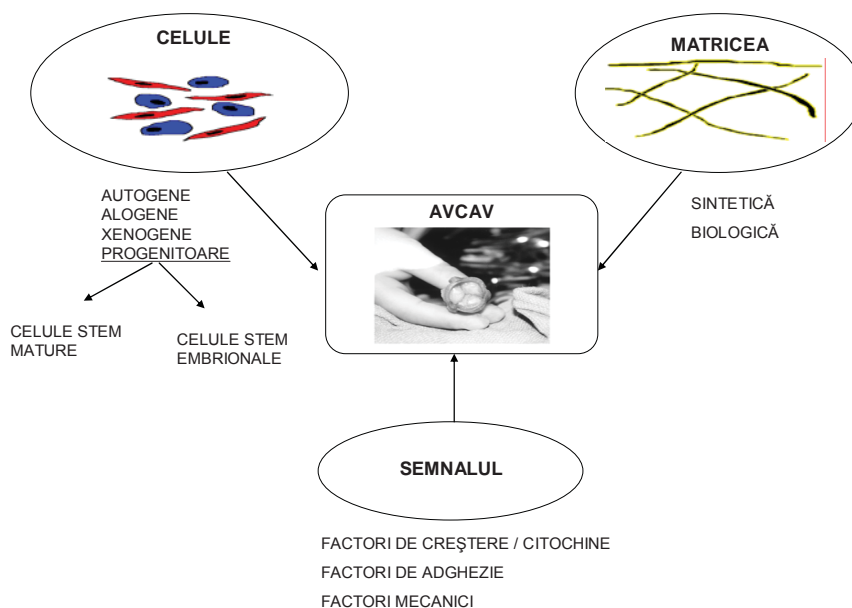 CELULE
MATRICEA
AUTOGENE
ALOGENE
XENOGENE
PROGENITOARE
CELULE STEM
MATURE
CELULE STEM
EMBRIONALE
AVCAV
SINTETICĂ
BIOLOGICĂ
SEMNALUL
FACTORI DE CREŞTERE / CITOCHINE
FACTORI DE ADGHEZIE
FACTORI MECANICI